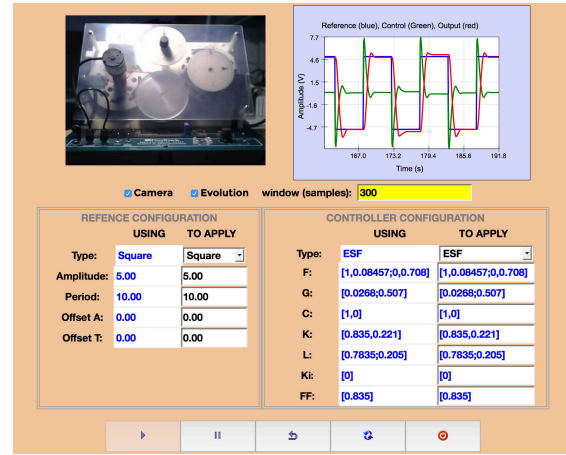 Reference (blue), Control (Green), Output (red)
Amplitude (V)
7.7
4.6
1.5
-1.6
-4.7
167.0 173.2 179.4 185.6 191.8
Time (s)
Camera Evolution window (samples): 300
REFENCE CONFIGURATION
USING TO APPLY
Type: Square Square
Amplitude: 5.00 5.00
Period: 10.00 10.00
Offset A: 0.00 0.00
Offset T: 0.00 0.00
CONTROLLER CONFIGURATION
USING TO APPLY
Type: ESF ESF
F: [1,0.08457;0,0.708] [1,0.08457;0,0.708]
G: [0.0268;0.507] [0.0268;0.507]
C: [1,0] [1,0]
K: [0.835,0.221] [0.835,0.221]
L: [0.7835;0.205] [0.7835;0.205]
Ki: [0] [0]
FF: [0.835] [0.835]